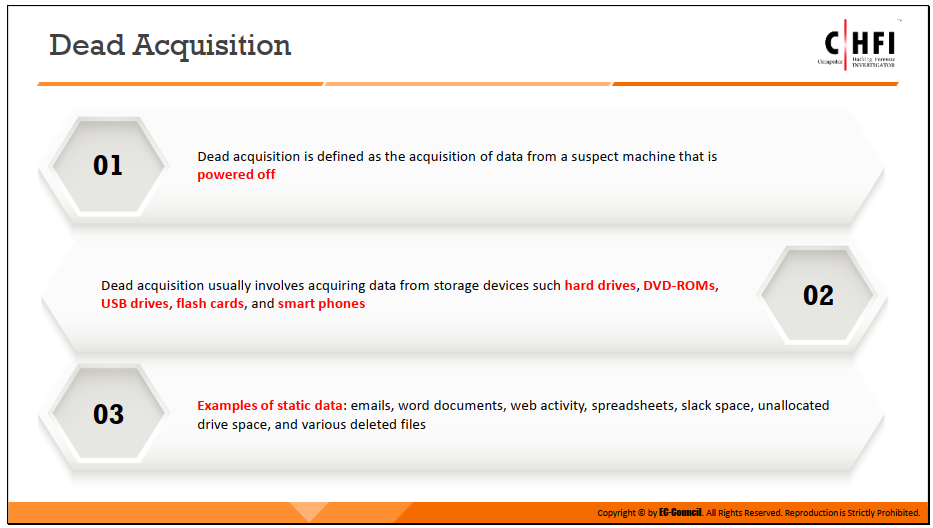 Dead Acquisition
C HFI
Computer Hacking Forensic
INVESTIGATOR
01
Dead acquisition is defined as the acquisition of data from a suspect machine that is
powered off
Dead acquisition usually involves acquiring data from storage devices such hard drives, DVD-ROMs,
USB drives, flash cards, and smart phones
02
03
Examples of static data: emails, word documents, web activity, spreadsheets, slack space, unallocated
drive space, and various deleted files
Copyright © by EC-Council. All Rights Reserved. Reproduction is Strictly Prohibited.